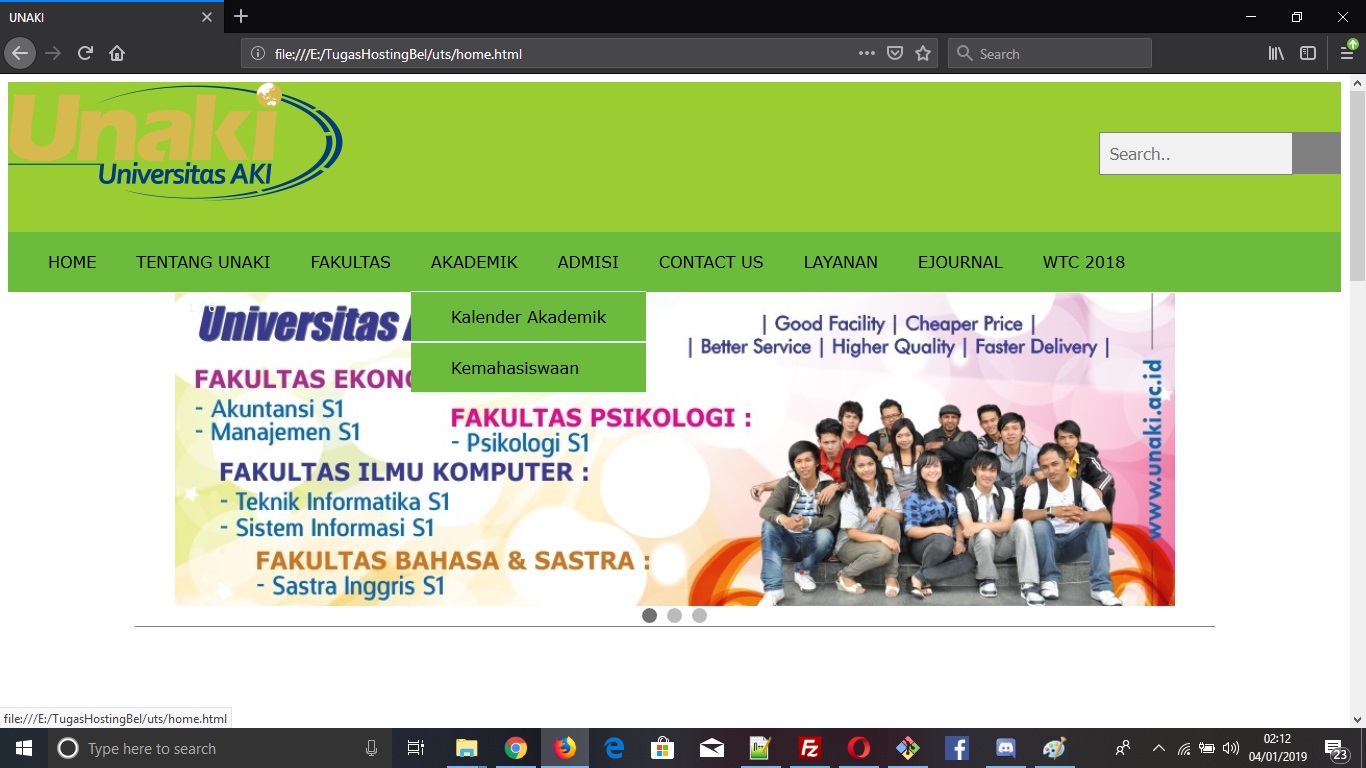 UNAKI
file:///E:/TugasHostingBel/uts/home.html
Search
Unaki
Universitas AKI
Search..
HOME TENTANG UNAKI FAKULTAS AKADEMIK ADMISI CONTACT US LAYANAN EJOURNAL WTC 2018
Kalender Akademik
Kemahasiswaan
Universitas
| Good Facility | Cheaper Price |
| Better Service | Higher Quality | Faster Delivery |
FAKULTAS
- Akuntansi S1
- Manajemen S1
FAKULTAS PSIKOLOGI :
- Psikologi S1
FAKULTAS ILMU KOMPUTER :
- Teknik Informatika S1
- Sistem Informasi S1
FAKULTAS BAHASA & SASTRA :
- Sastra Inggris S1
www.unaki.ac.id
file:///E:/TugasHostingBel/uts/home.html
Type here to search
02:12
04/01/2019
23